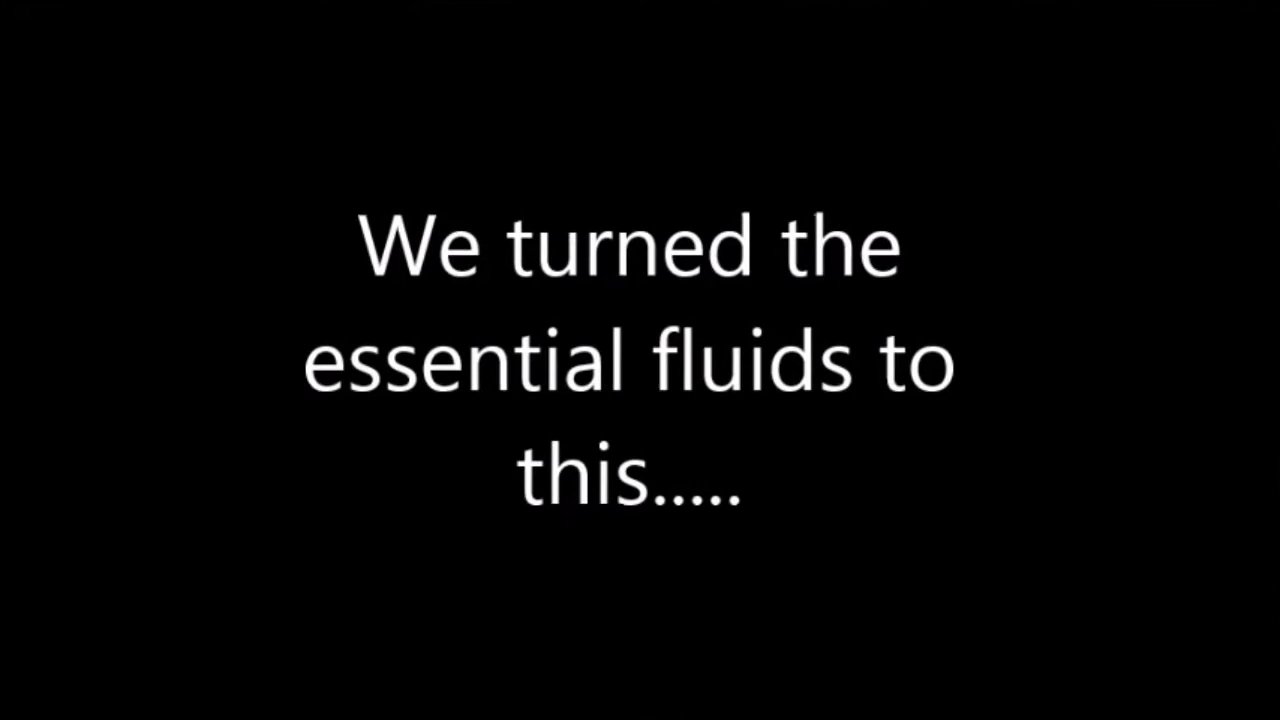 We turned the
essential fluids to
this.....